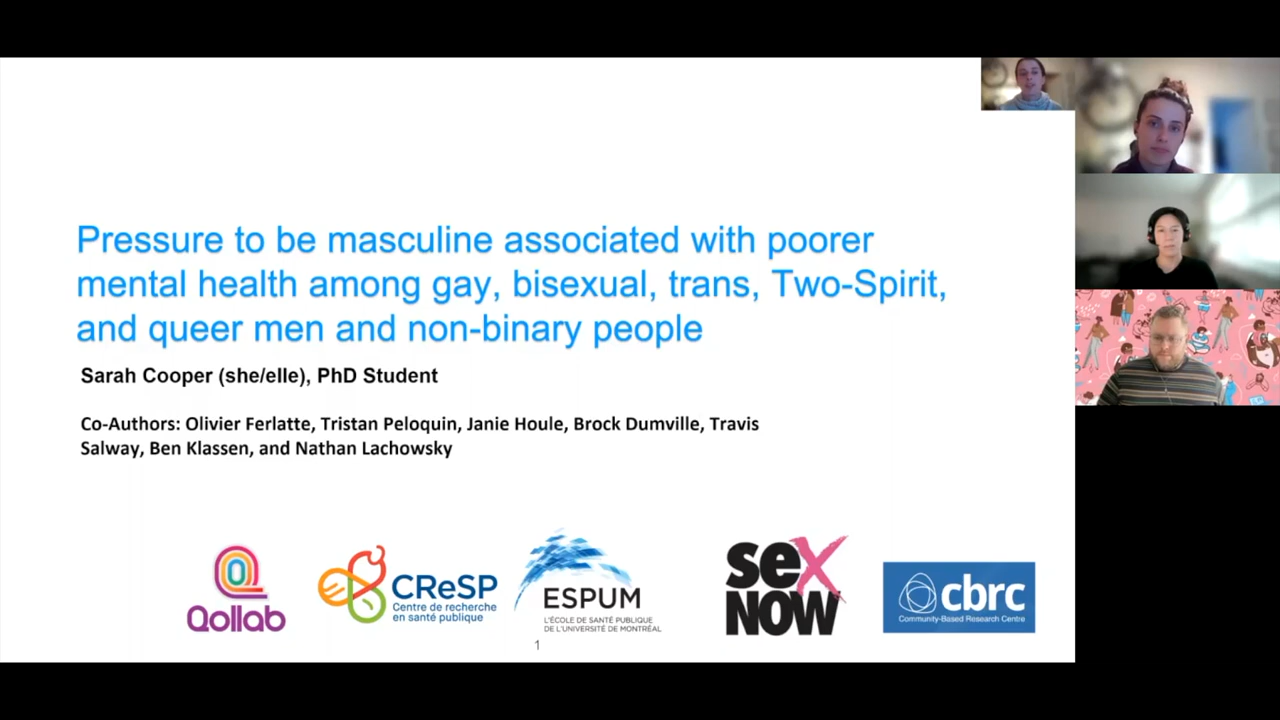 Pressure to be masculine associated with poorer
mental health among gay, bisexual, trans, Two-Spirit,
and queer men and non-binary people
Sarah Cooper (she/elle), PhD Student
Co-Authors: Olivier Ferlatte, Tristan Peloquin, Janie Houle, Brock Dumville, Travis
Salway, Ben Klassen, and Nathan Lachowsky
Qollab
CReSP
Centre de recherche
en santé publique
ESPUM
L'ÉCOLE DE SANTÉ PUBLIQUE
DE L'UNIVERSITÉ DE MONTRÉAL
sex
NOW
cbrc
Community-Based Research Centre
1